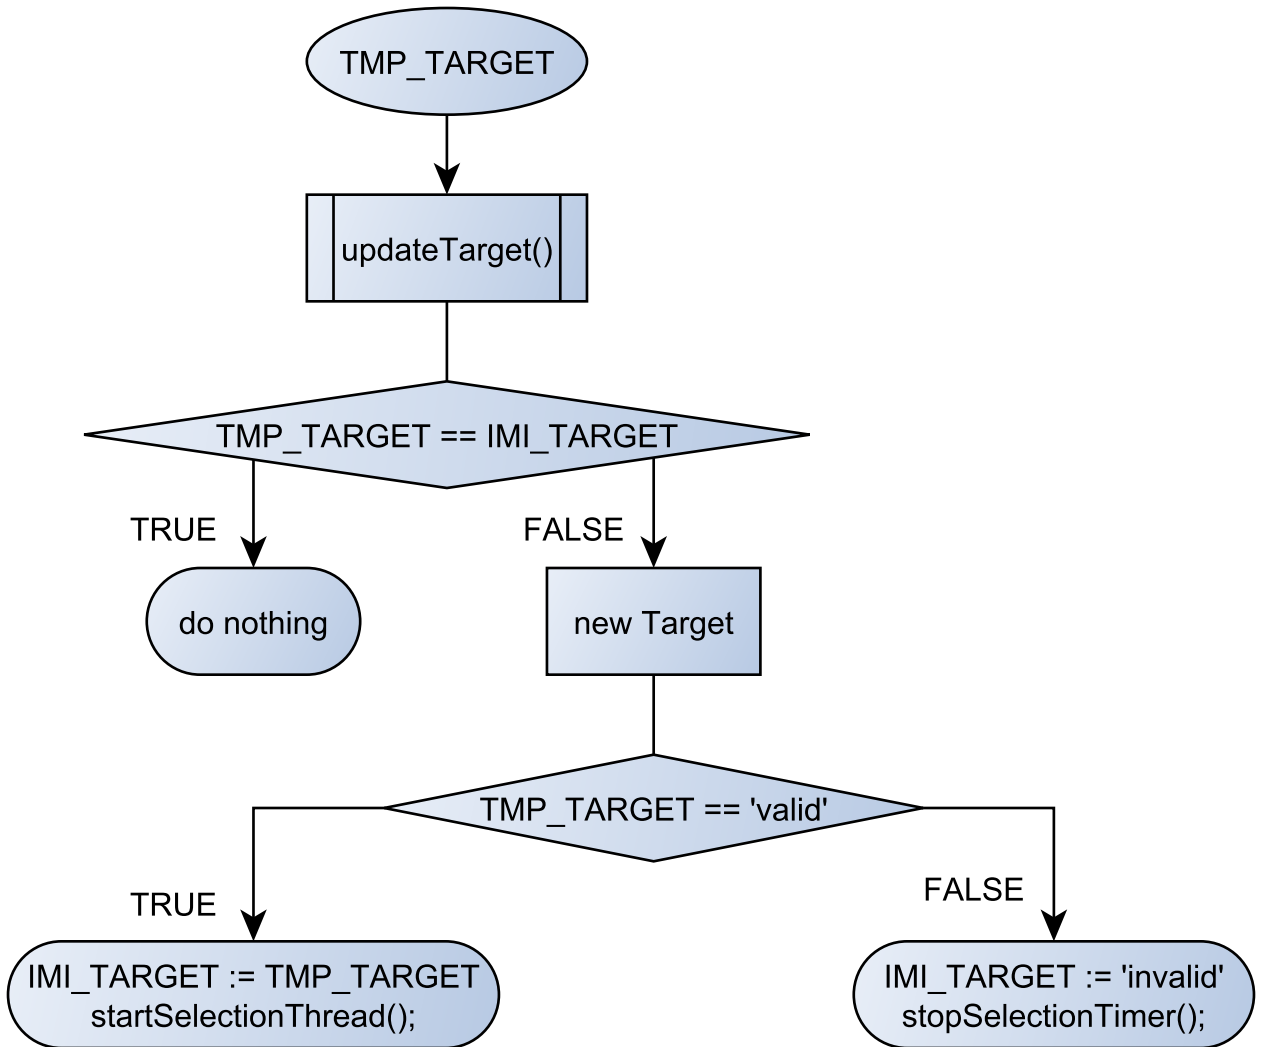 TMP_TARGET
updateTarget()
TMP_TARGET == IMI_TARGET
TRUE
FALSE
do nothing
new Target
TMP_TARGET == 'valid'
TRUE
FALSE
IMI_TARGET := TMP_TARGET
startSelectionThread();
IMI_TARGET := 'invalid'
stopSelectionTimer();